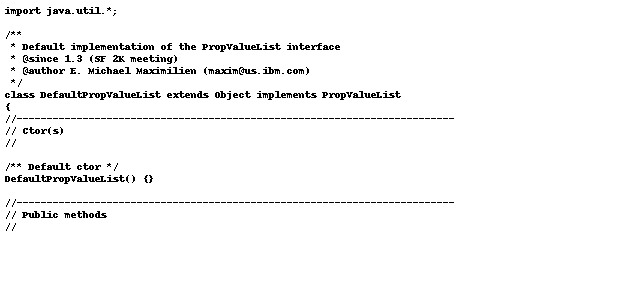 import java.util.*;
/**
 * Default implementation of the PropValueList interface
 * @since 1.3 (SF 2K meeting)
 * @author E. Michael Maximilien (maxim@us.ibm.com)
 */
class DefaultPropValueList extends Object implements PropValueList
{
//-------------------------------------------------------------------------
// Ctor(s)
//
/** Default ctor */
DefaultPropValueList() {}
//-------------------------------------------------------------------------
// Public methods
//